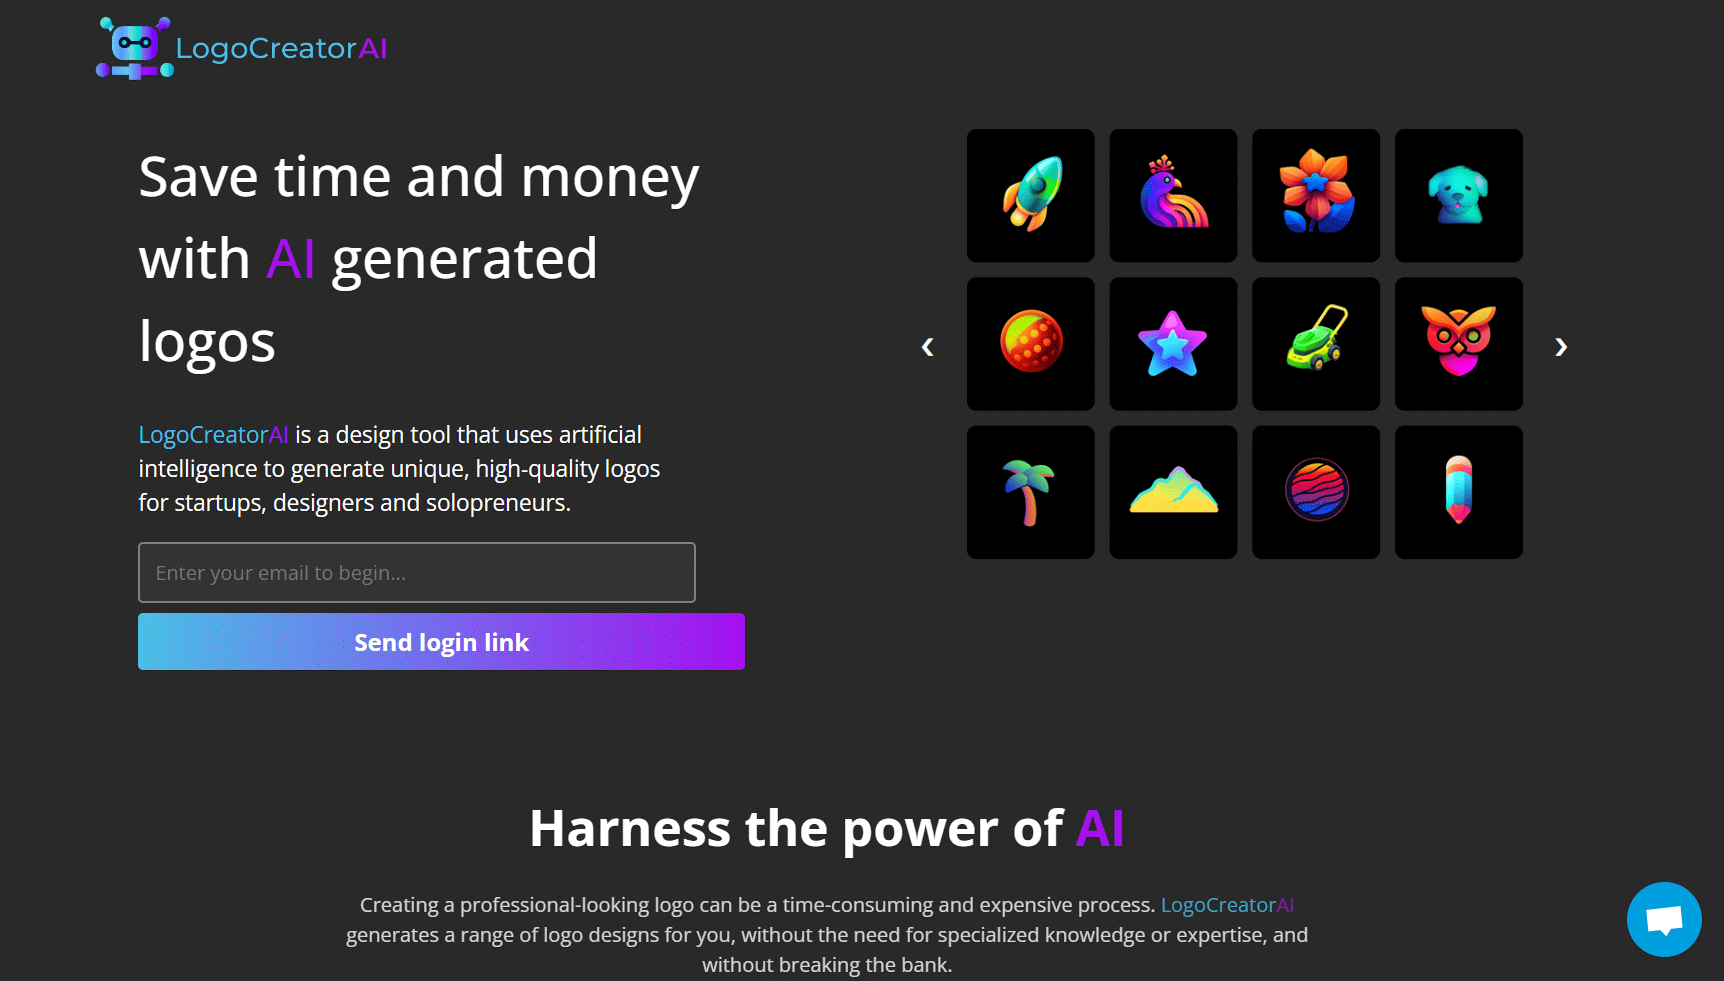 LogoCreatorAI
Save time and money
with AI generated
logos
LogoCreatorAI is a design tool that uses artificial
intelligence to generate unique, high-quality logos
for startups, designers and solopreneurs.
Enter your email to begin...
Send login link
Harness the power of AI
Creating a professional-looking logo can be a time-consuming and expensive process. LogoCreatorAI
generates a range of logo designs for you, without the need for specialized knowledge or expertise, and
without breaking the bank.